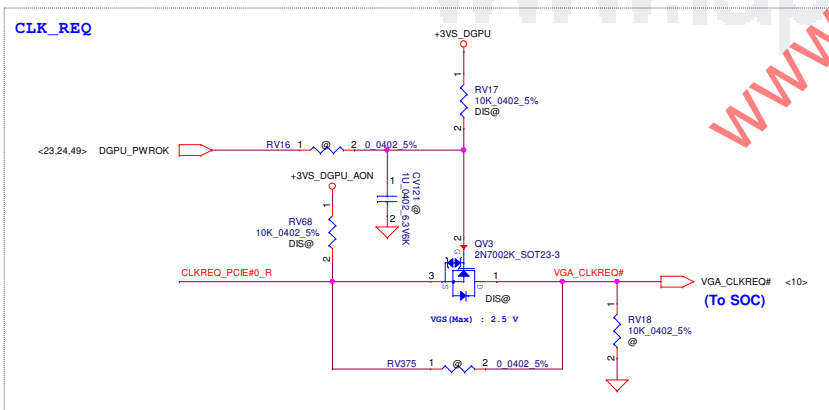 CLK_REQ
+3VS_DGPU
1
RV17
10K_0402_5%
DIS@
2
<23,24,49> DGPU_PWROK
RV16 1 @ 2 0_0402_5%
+3VS_DGPU_AON
1
CV121
1U_0402_6.3V6K
@
2
1
RV68
10K_0402_5%
DIS@
2
2
G
QV3
2N7002K_SOT23-3
CLKREQ_PCIE#0_R
3
S
D
1
VGA_CLKREQ#
VGA_CLKREQ# <10>
DIS@
(To SOC)
VGS(Max) : 2.5 V
1
RV18
10K_0402_5%
@
2
RV375 1 @ 2 0_0402_5%